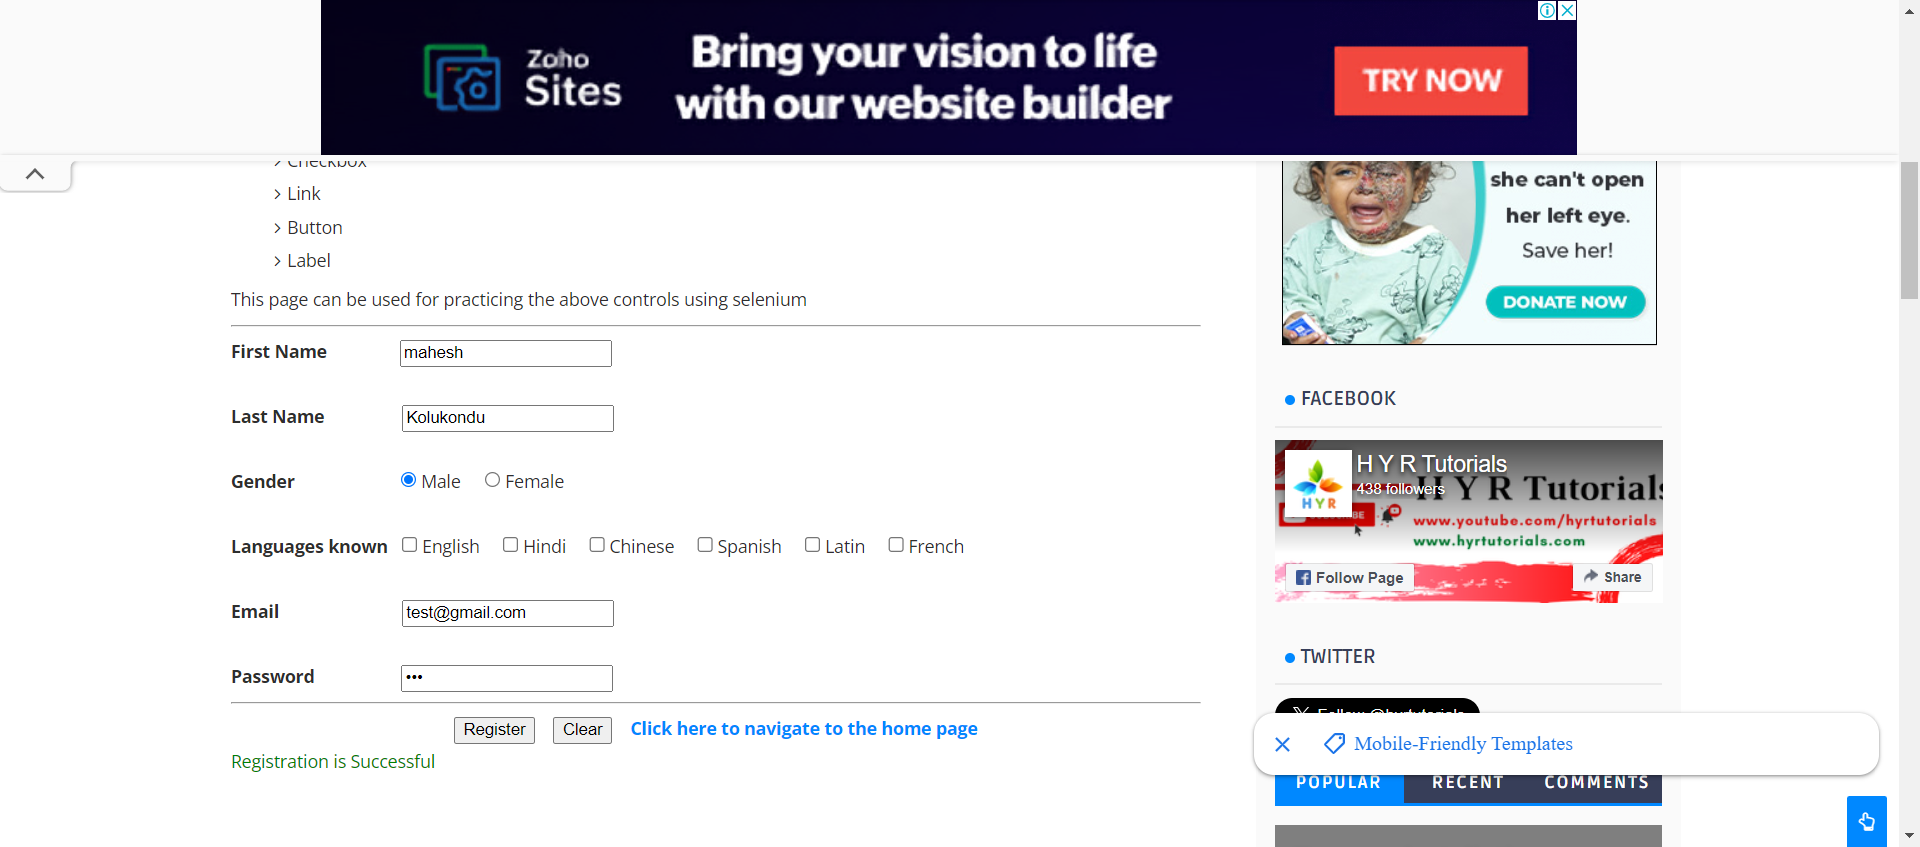 Zoho
Sites
Bring your vision to life
with our website builder
TRY NOW
> Checkbox
> Link
> Button
> Label
This page can be used for practicing the above controls using selenium
First Name
mahesh
Last Name
Kolukondu
Gender
Male
Female
Languages known
English
Hindi
Chinese
Spanish
Latin
French
Email
test@gmail.com
Password
•••
Register
Clear
Click here to navigate to the home page
Registration is Successful
she can't open
her left eye.
Save her!
DONATE NOW
FACEBOOK
H Y R Tutorials
438 followers
H Y R Tutorials
HYR
www.youtube.com/hyrtutorials
www.hyrtutorials.com
Follow Page
Share
TWITTER
Follow @hyrtutorials
Mobile-Friendly Templates
POPULAR
RECENT
COMMENTS